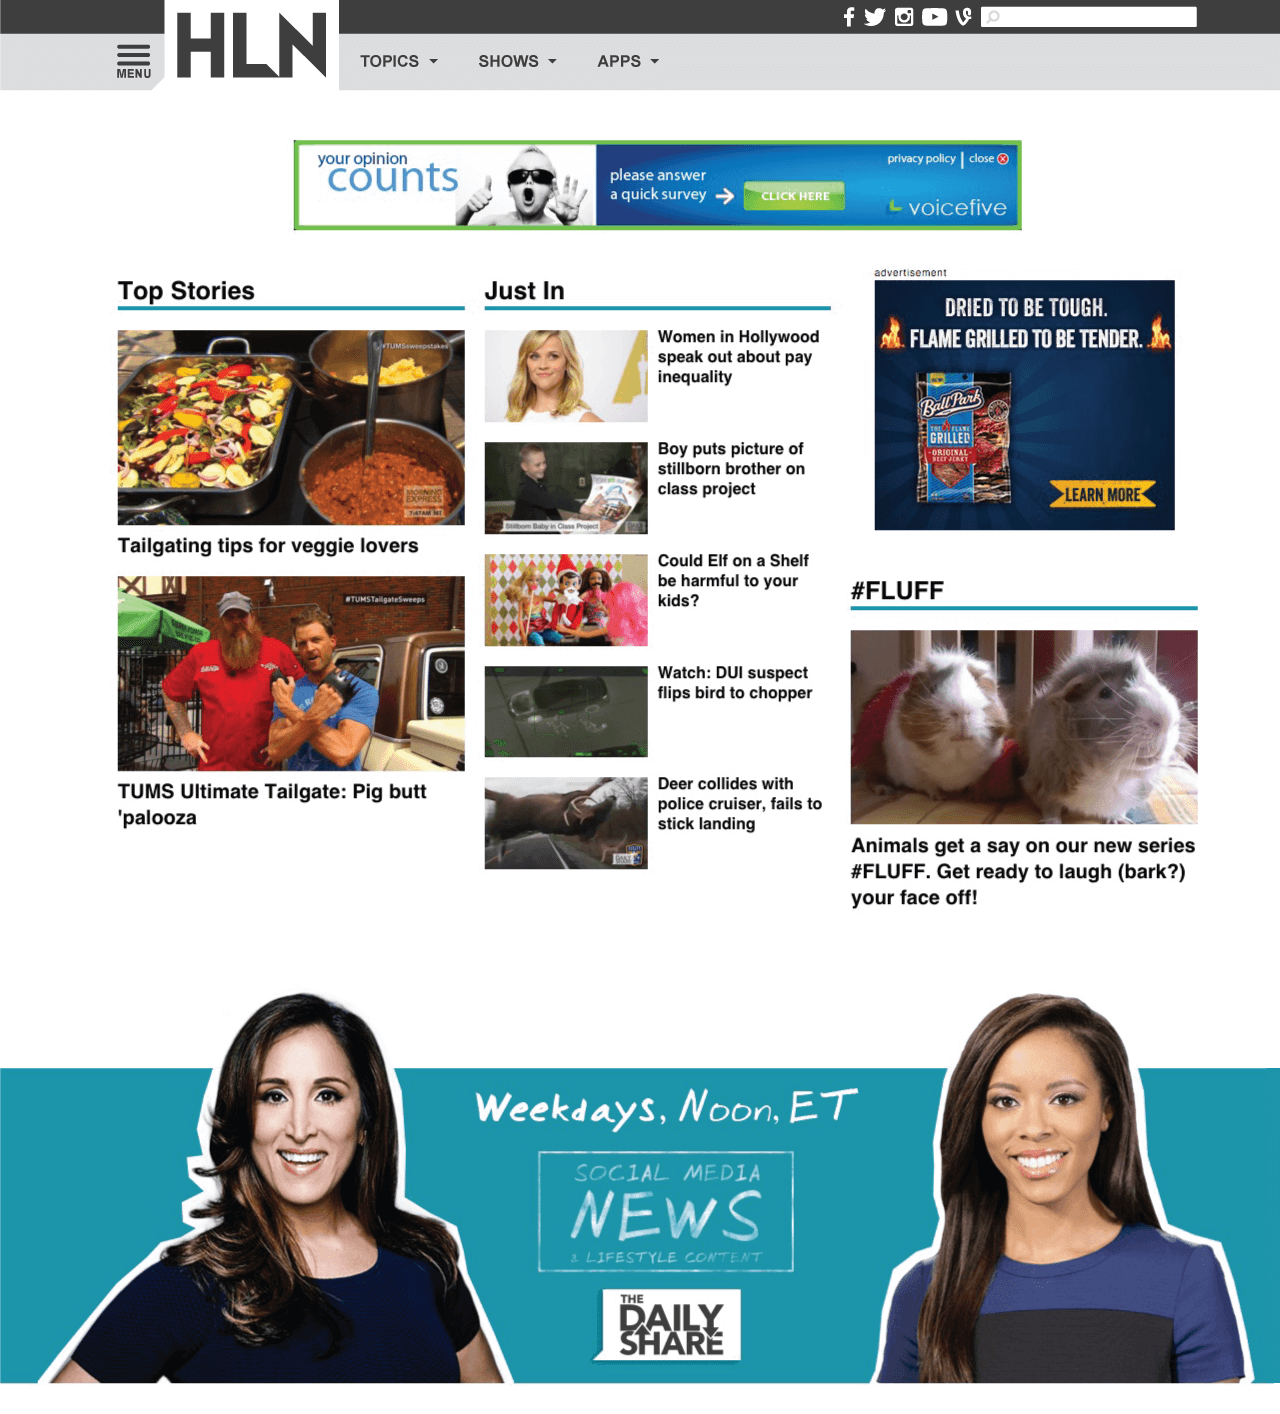 HLN
MENU
TOPICS
SHOWS
APPS
your opinion
counts
please answer
a quick survey
CLICK HERE
privacy policy | close
voicefive
Top Stories
#TUMSsweepstakes
MORNING
EXPRESS
7:47AM MT
Tailgating tips for veggie lovers
#TUMSTailgateSweeps
TUMS Ultimate Tailgate: Pig butt
'palooza
Just In
Women in Hollywood
speak out about pay
inequality
Stillborn Baby in Class Project
Boy puts picture of
stillborn brother on
class project
Could Elf on a Shelf
be harmful to your
kids?
Watch: DUI suspect
flips bird to chopper
Deer collides with
police cruiser, fails to
stick landing
advertisement
DRIED TO BE TOUGH.
FLAME GRILLED TO BE TENDER.
Ball Park
FLAME
GRILLED
ORIGINAL
BEEF JERKY
LEARN MORE
#FLUFF
Animals get a say on our new series
#FLUFF. Get ready to laugh (bark?)
your face off!
Weekdays, Noon, ET
SOCIAL MEDIA
NEWS
& LIFESTYLE CONTENT
THE
DAILY
SHARE